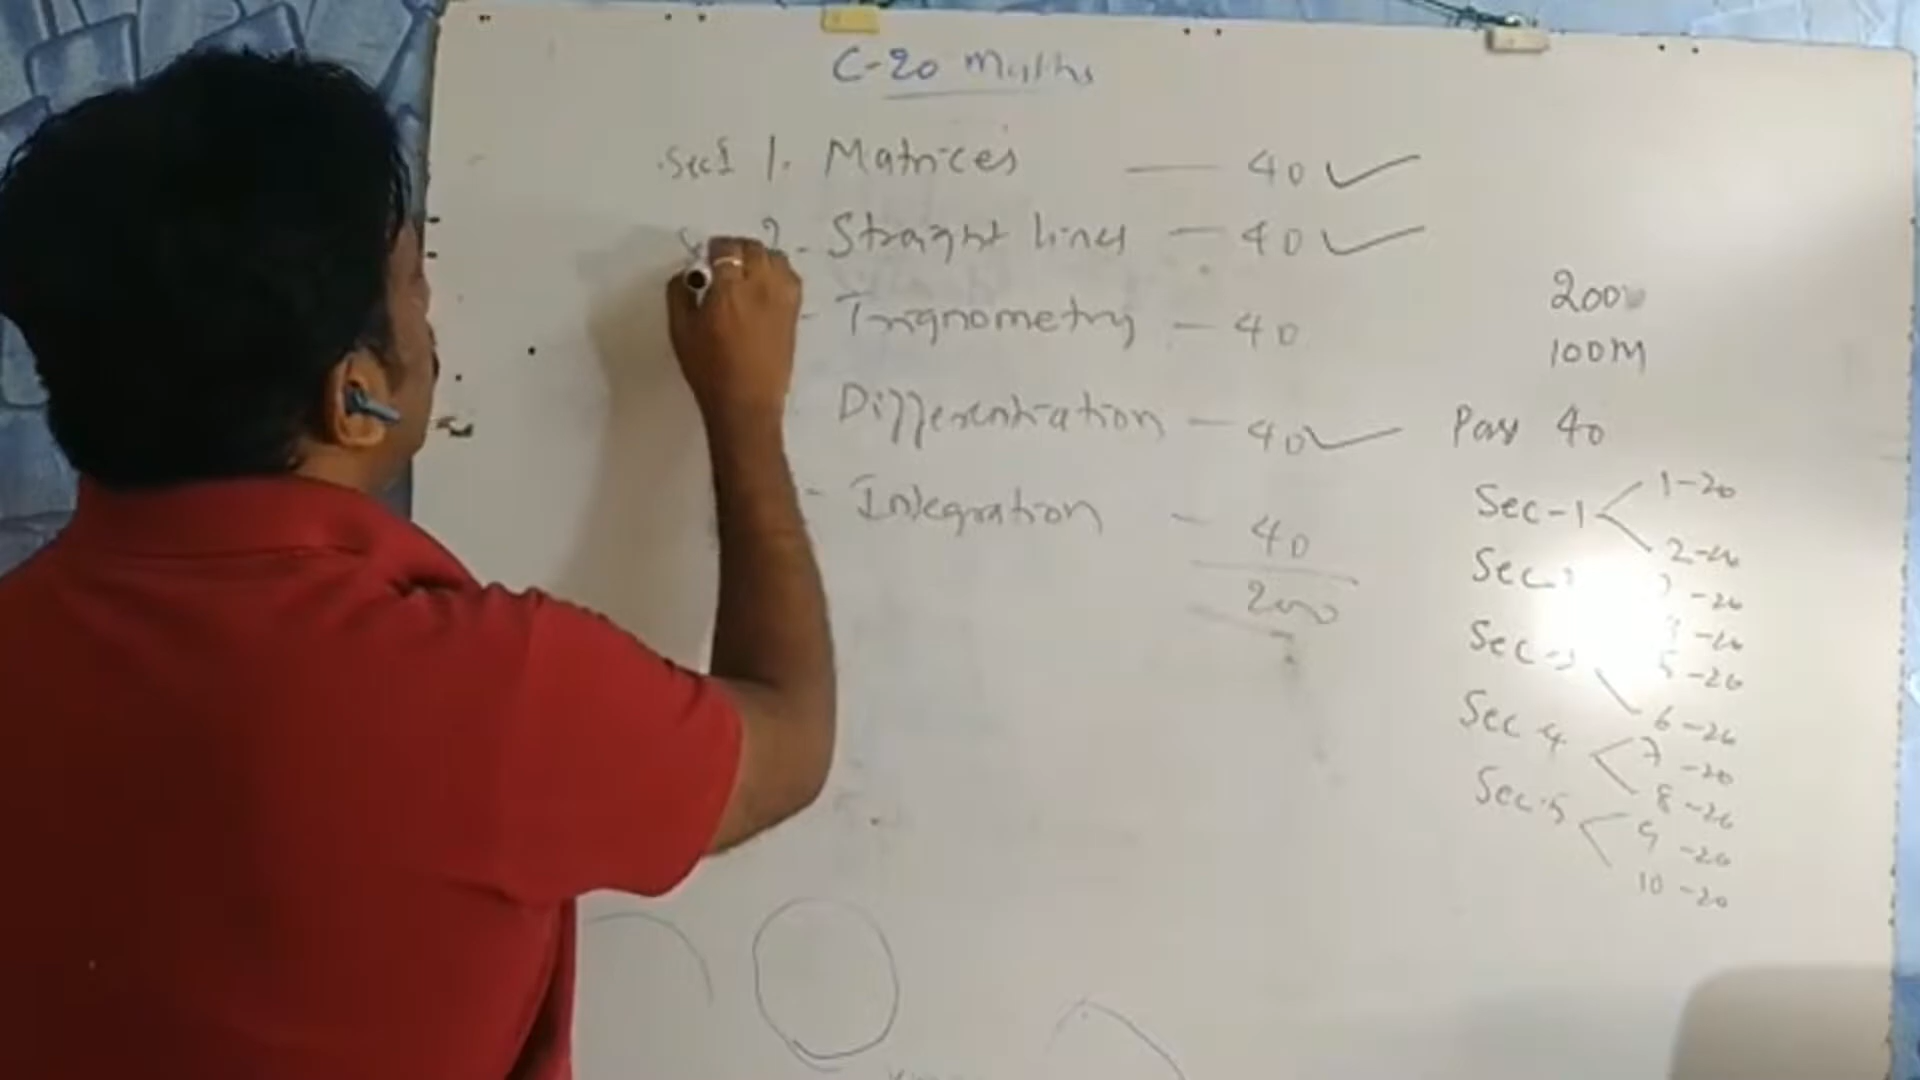 C-20 Maths
Sec1 1. Matrices — 40 ✓
2. Straight lines — 40 ✓
- Trignometry — 40
Differentiation — 40 ✓
- Integration — 40
200
200
100M
Pass 40
Sec-1 1-20
2-20
Sec- -20
-20
Sec- 5-20
6-20
Sec 4 7-20
8-20
Sec-5 9-20
10-20